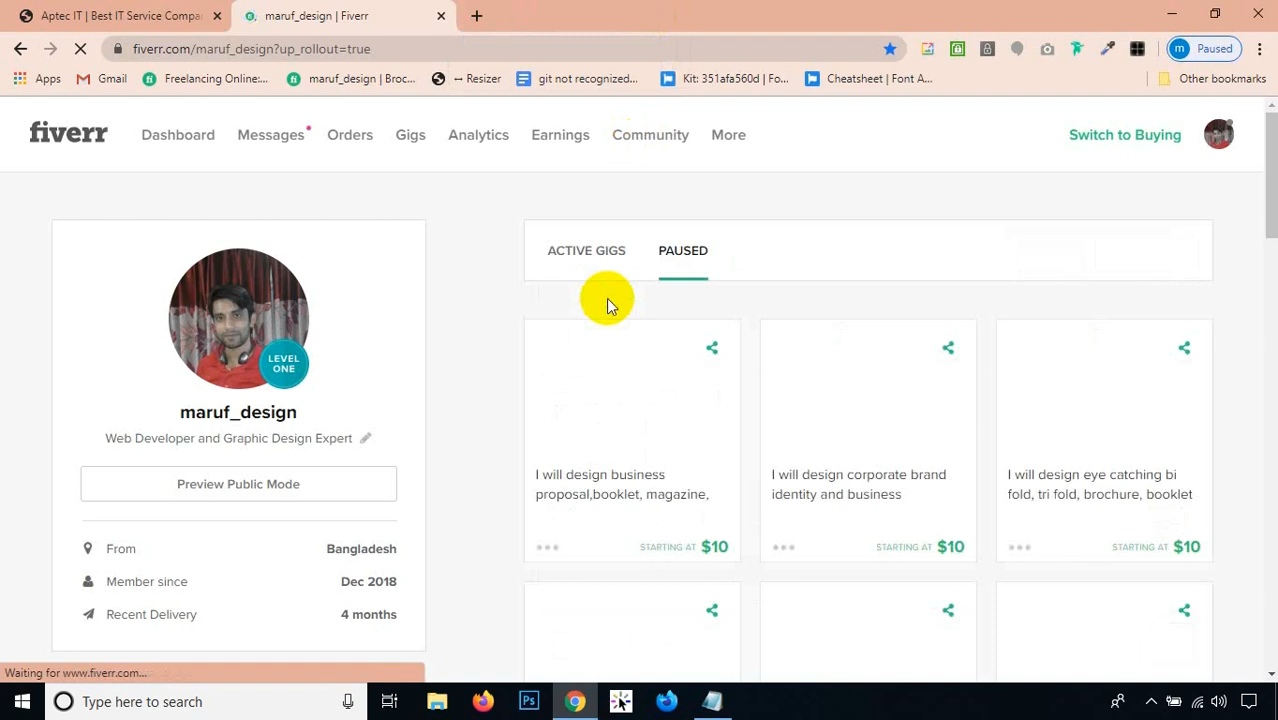 Aptec IT | Best IT Service Compa
maruf_design | Fiverr
fiverr.com/maruf_design?up_rollout=true
m Paused
Apps
Gmail
Freelancing Online:...
maruf_design | Broc...
↔ Resizer
git not recognized...
Kit: 3513fa560d | Fo...
Cheatsheet | Font A...
Other bookmarks
fiverr
Dashboard
Messages
Orders
Gigs
Analytics
Earnings
Community
More
Switch to Buying
LEVEL
ONE
maruf_design
Web Developer and Graphic Design Expert
Preview Public Mode
From Bangladesh
Member since Dec 2018
Recent Delivery 4 months
ACTIVE GIGS
PAUSED
I will design business
proposal,booklet, magazine,
STARTING AT $10
I will design corporate brand
identity and business
STARTING AT $10
I will design eye catching bi
fold, tri fold, brochure, booklet
STARTING AT $10
Waiting for www.fiverr.com...
Type here to search
Ps